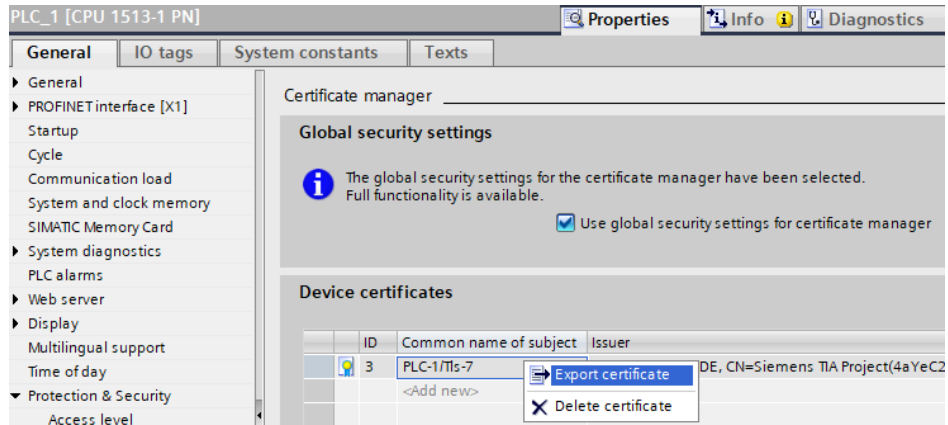 PLC_1 [CPU 1513-1 PN]
Properties Info Diagnostics
General IO tags System constants Texts
General
PROFINET interface [X1]
Startup
Cycle
Communication load
System and clock memory
SIMATIC Memory Card
System diagnostics
PLC alarms
Web server
Display
Multilingual support
Time of day
Protection & Security
Access level
Certificate manager
Global security settings
The global security settings for the certificate manager have been selected.
Full functionality is available.
Use global security settings for certificate manager
Device certificates
ID Common name of subject Issuer
3 PLC-1/Tls-7 DE, CN=Siemens TIA Project(4aYeC2
<Add new>
Export certificate
Delete certificate